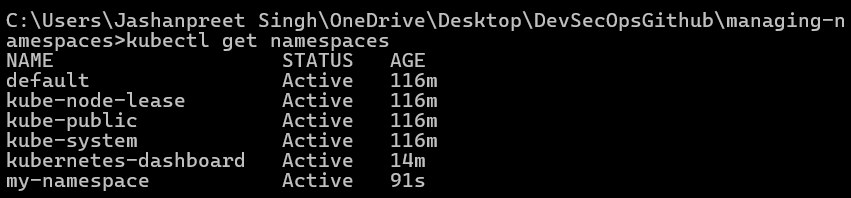 C:\Users\Jashanpreet Singh\OneDrive\Desktop\DevSecOpsGithub\managing-n
amespaces>kubectl get namespaces
NAME                   STATUS   AGE
default                Active   116m
kube-node-lease        Active   116m
kube-public            Active   116m
kube-system            Active   116m
kubernetes-dashboard   Active   14m
my-namespace           Active   91s